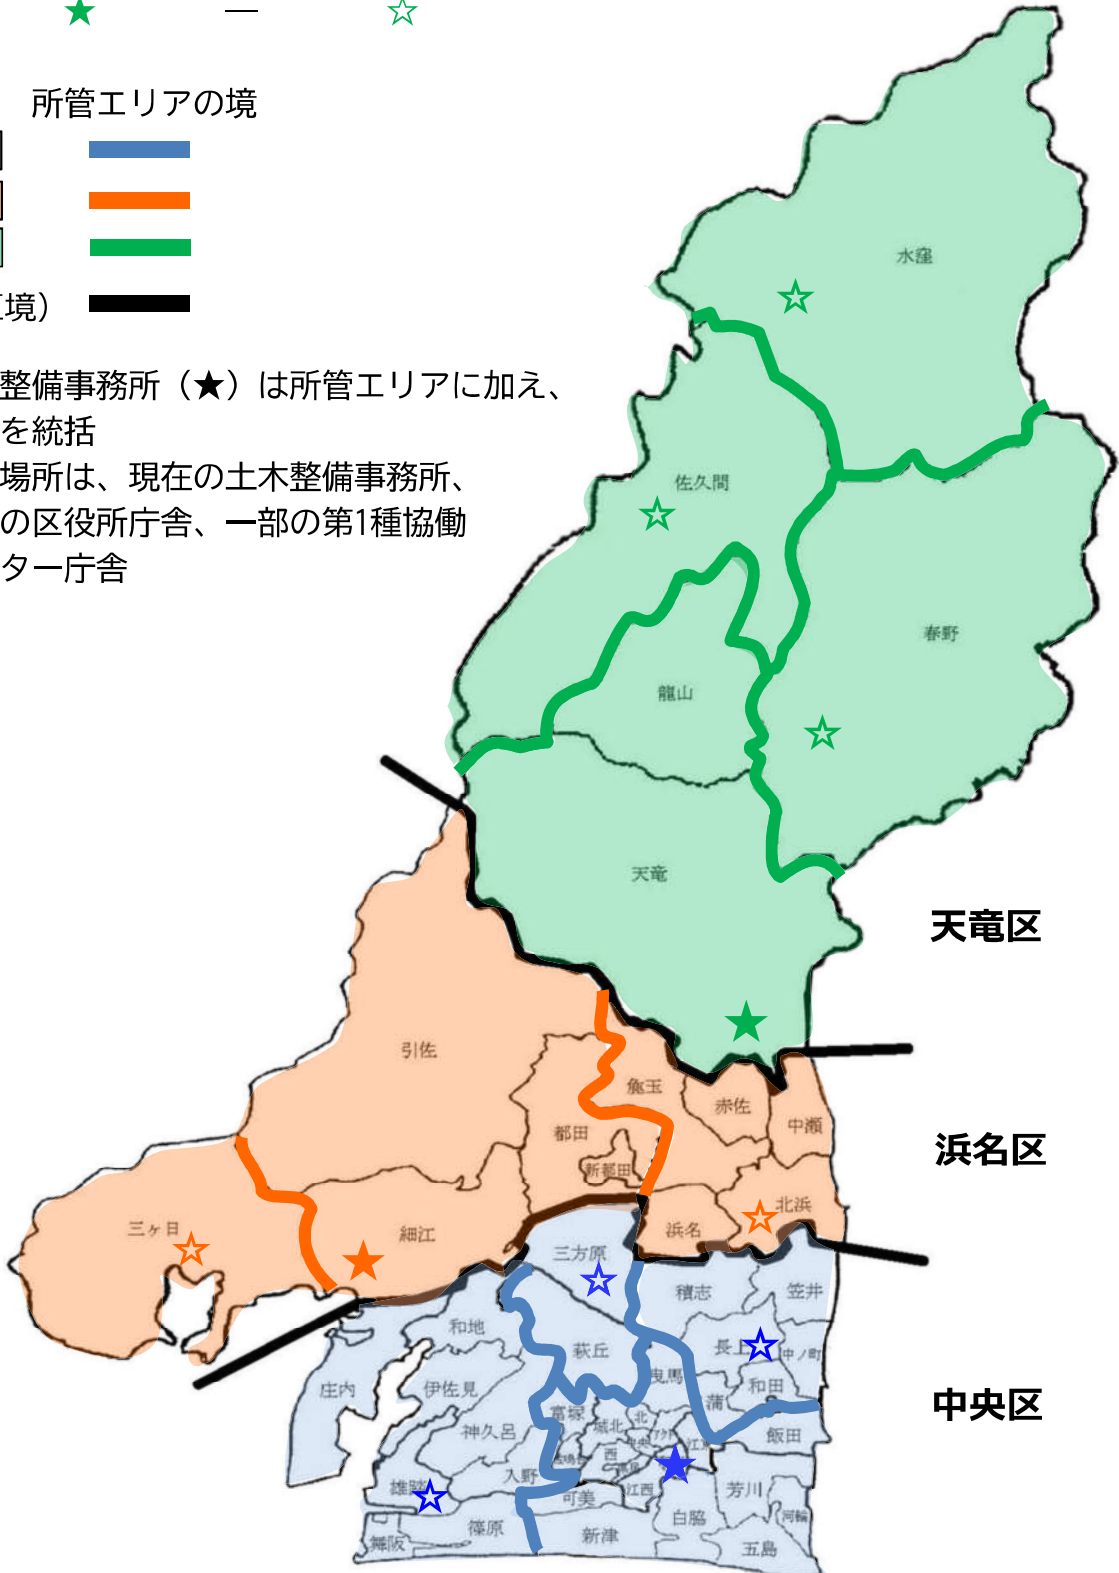 ★ — ☆
所管エリアの境
境）
整備事務所（★）は所管エリアに加え、
を統括
場所は、現在の土木整備事務所、
の区役所庁舎、一部の第1種協働
ター庁舎
水窪
佐久間
春野
龍山
天竜
天竜区
引佐
麁玉
赤佐
中瀬
都田
新都田
浜名区
三ヶ日
細江
浜名
北浜
三方原
積志
笠井
和地
萩丘
長上
中ノ町
曳馬
庄内
伊佐見
和田
蒲
中央区
富塚
城北
北
神久呂
アクト
飯田
中央
江東
西
入野
雄踏
江西
可美
芳川
白脇
河輪
篠原
新津
舞阪
五島